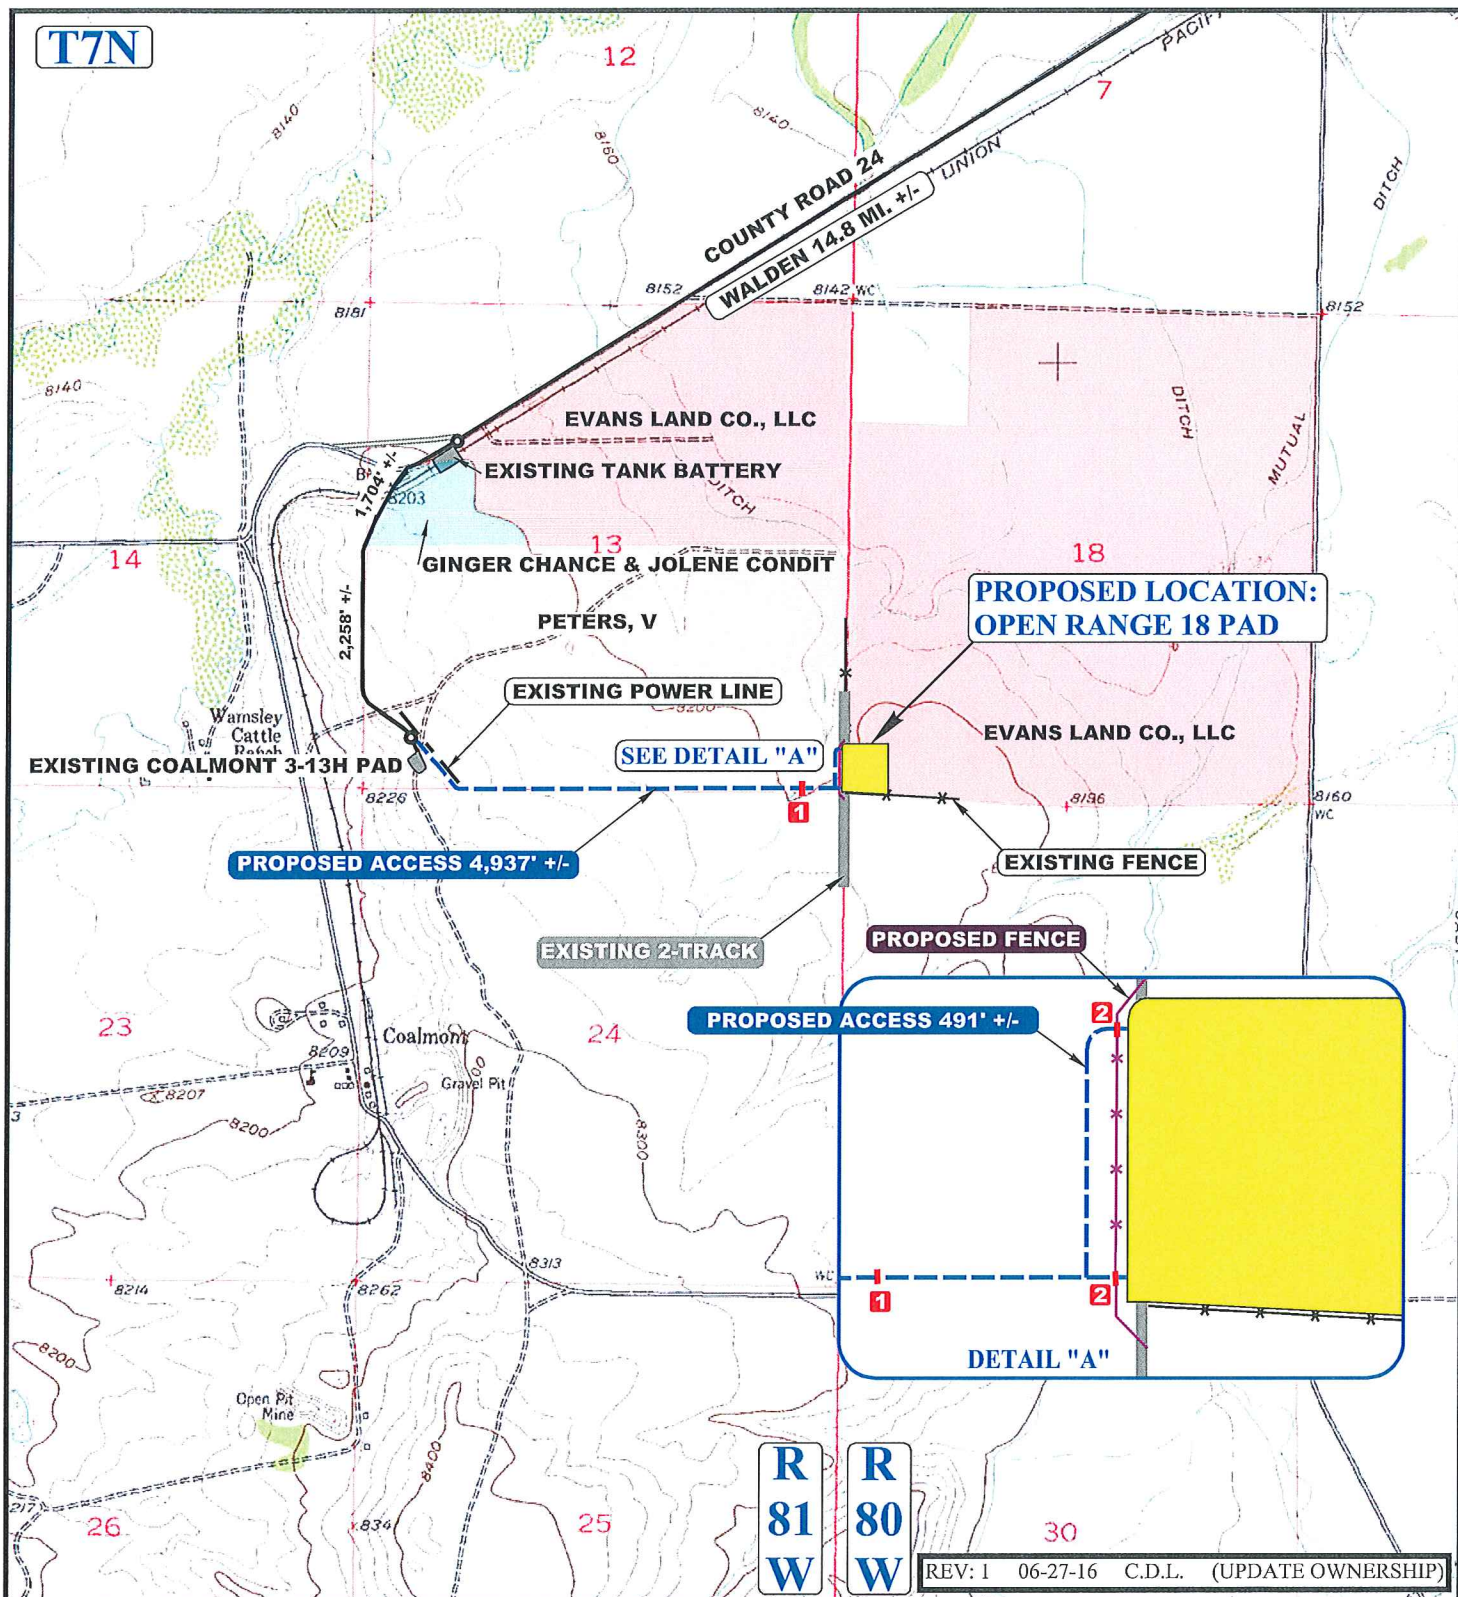 T7N
12
7
PACIFI
8140
8160
8140
UNION
DITCH
COUNTY ROAD 24
WALDEN 14.8 MI. +/-
8152
8142 WC
8152
8181
8140
EVANS LAND CO., LLC
DITCH
MUTUAL
EXISTING TANK BATTERY
DITCH
1,704' +/-
8203
14
13
18
GINGER CHANCE & JOLENE CONDIT
PROPOSED LOCATION:
OPEN RANGE 18 PAD
PETERS, V
2,258' +/-
EXISTING POWER LINE
8200
Wamsley
Cattle
Ranch
EVANS LAND CO., LLC
SEE DETAIL "A"
EXISTING COALMONT 3-13H PAD
8226
1
8196
8160
WC
PROPOSED ACCESS 4,937' +/-
EXISTING FENCE
EXISTING 2-TRACK
PROPOSED FENCE
23
24
PROPOSED ACCESS 491' +/-
2
Coalmont
8209
Gravel Pit
8207
8200
8300
3
WC
8313
8214
8262
1
2
DETAIL "A"
8200
Open Pit
Mine
8400
217
26
834
25
30
R
81
W
R
80
W
REV: 1 06-27-16 C.D.L. (UPDATE OWNERSHIP)